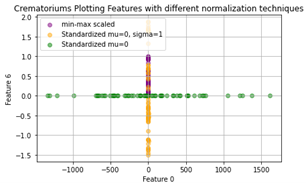 Crematoriums Plotting Features with different normalization techniques
2.0
1.5
1.0
0.5
0.0
-0.5
-1.0
-1.5
Feature 6
min-max scaled
Standardized mu=0, sigma=1
Standardized mu=0
-1000 -500 0 500 1000 1500
Feature 0